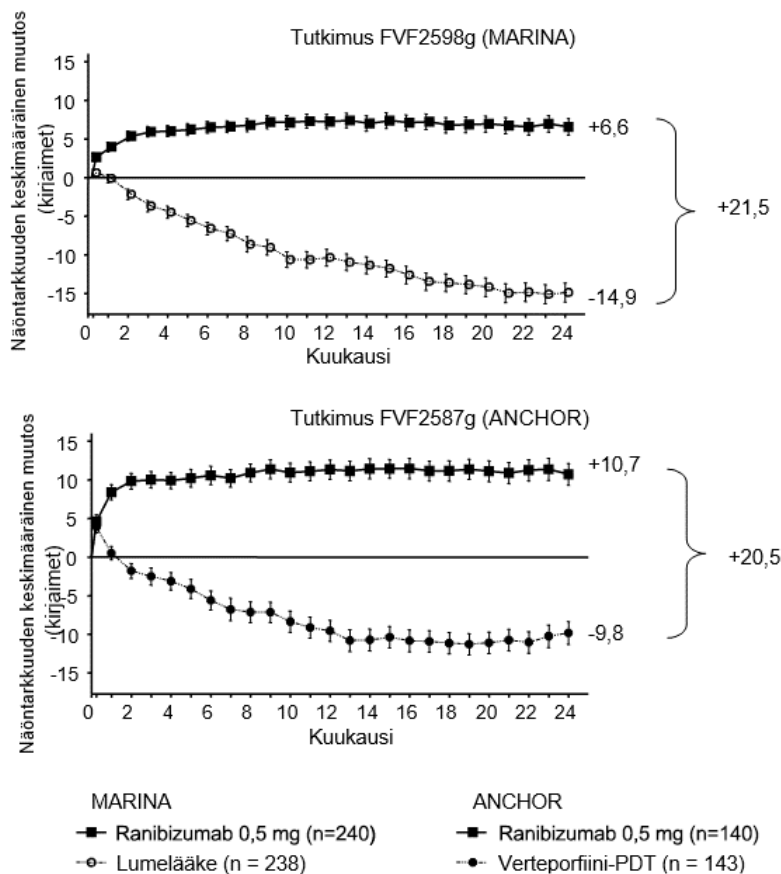 Tutkimus FVF2598g (MARINA)
Näöntarkkuuden keskimääräinen muutos
(kirjaimet)
15
10
5
0
-5
-10
-15
+6,6
+21,5
-14,9
0 2 4 6 8 10 12 14 16 18 20 22 24
Kuukausi
Tutkimus FVF2587g (ANCHOR)
Näöntarkkuuden keskimääräinen muutos
(kirjaimet)
15
10
5
0
-5
-10
-15
+10,7
+20,5
-9,8
0 2 4 6 8 10 12 14 16 18 20 22 24
Kuukausi
MARINA
Ranibizumab 0,5 mg (n=240)
Lumelääke (n = 238)
ANCHOR
Ranibizumab 0,5 mg (n=140)
Verteporfiini-PDT (n = 143)